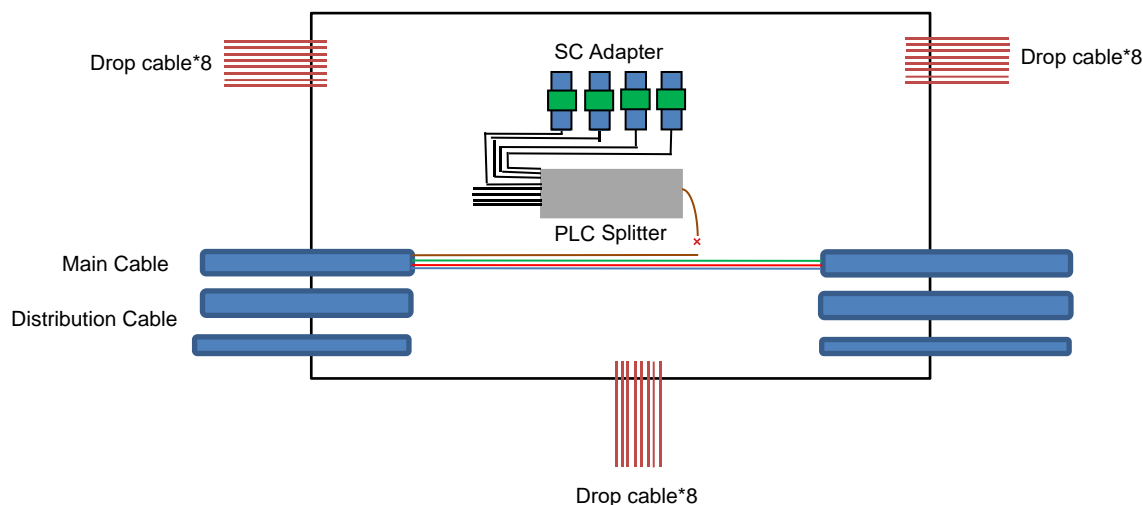 SC Adapter
Drop cable*8
Drop cable*8
PLC Splitter
Main Cable
Distribution Cable
Drop cable*8